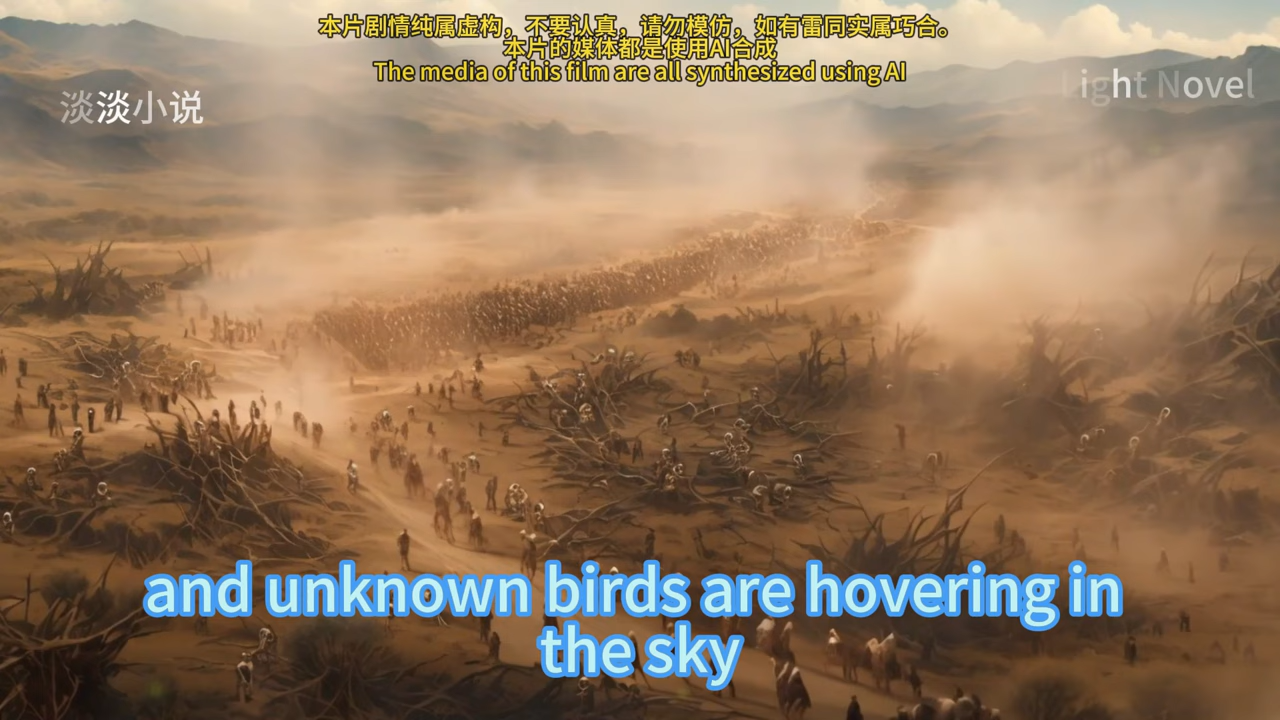 本片剧情纯属虚构，不要认真，请勿模仿，如有雷同实属巧合。
本片的媒体都是使用AI合成
The media of this film are all synthesized using AI
淡淡小说
Light Novel
and unknown birds are hovering in
the sky